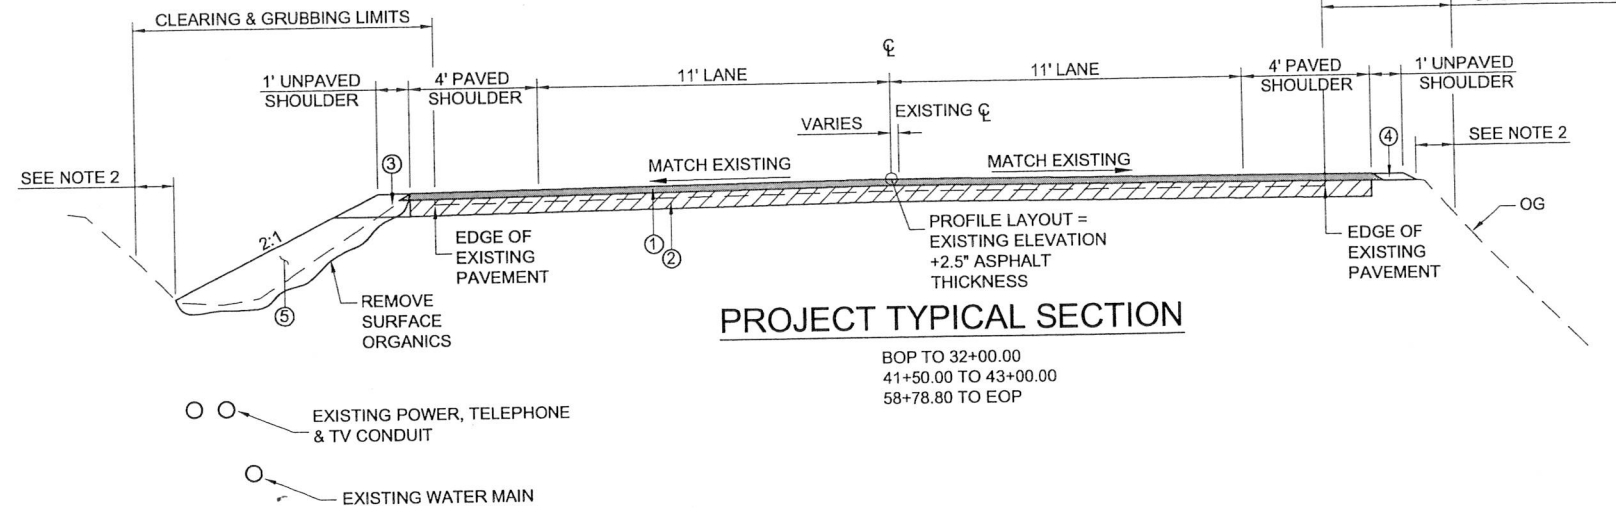 CLEARING & GRUBBING LIMITS
℄
1' UNPAVED
SHOULDER
4' PAVED
SHOULDER
11' LANE
11' LANE
4' PAVED
SHOULDER
1' UNPAVED
SHOULDER
VARIES
EXISTING ℄
SEE NOTE 2
3
MATCH EXISTING
MATCH EXISTING
4
SEE NOTE 2
2:1
5
REMOVE
SURFACE
ORGANICS
EDGE OF
EXISTING
PAVEMENT
1
2
PROFILE LAYOUT =
EXISTING ELEVATION
+2.5" ASPHALT
THICKNESS
EDGE OF
EXISTING
PAVEMENT
OG
PROJECT TYPICAL SECTION
BOP TO 32+00.00
41+50.00 TO 43+00.00
58+78.80 TO EOP
EXISTING POWER, TELEPHONE
& TV CONDUIT
EXISTING WATER MAIN